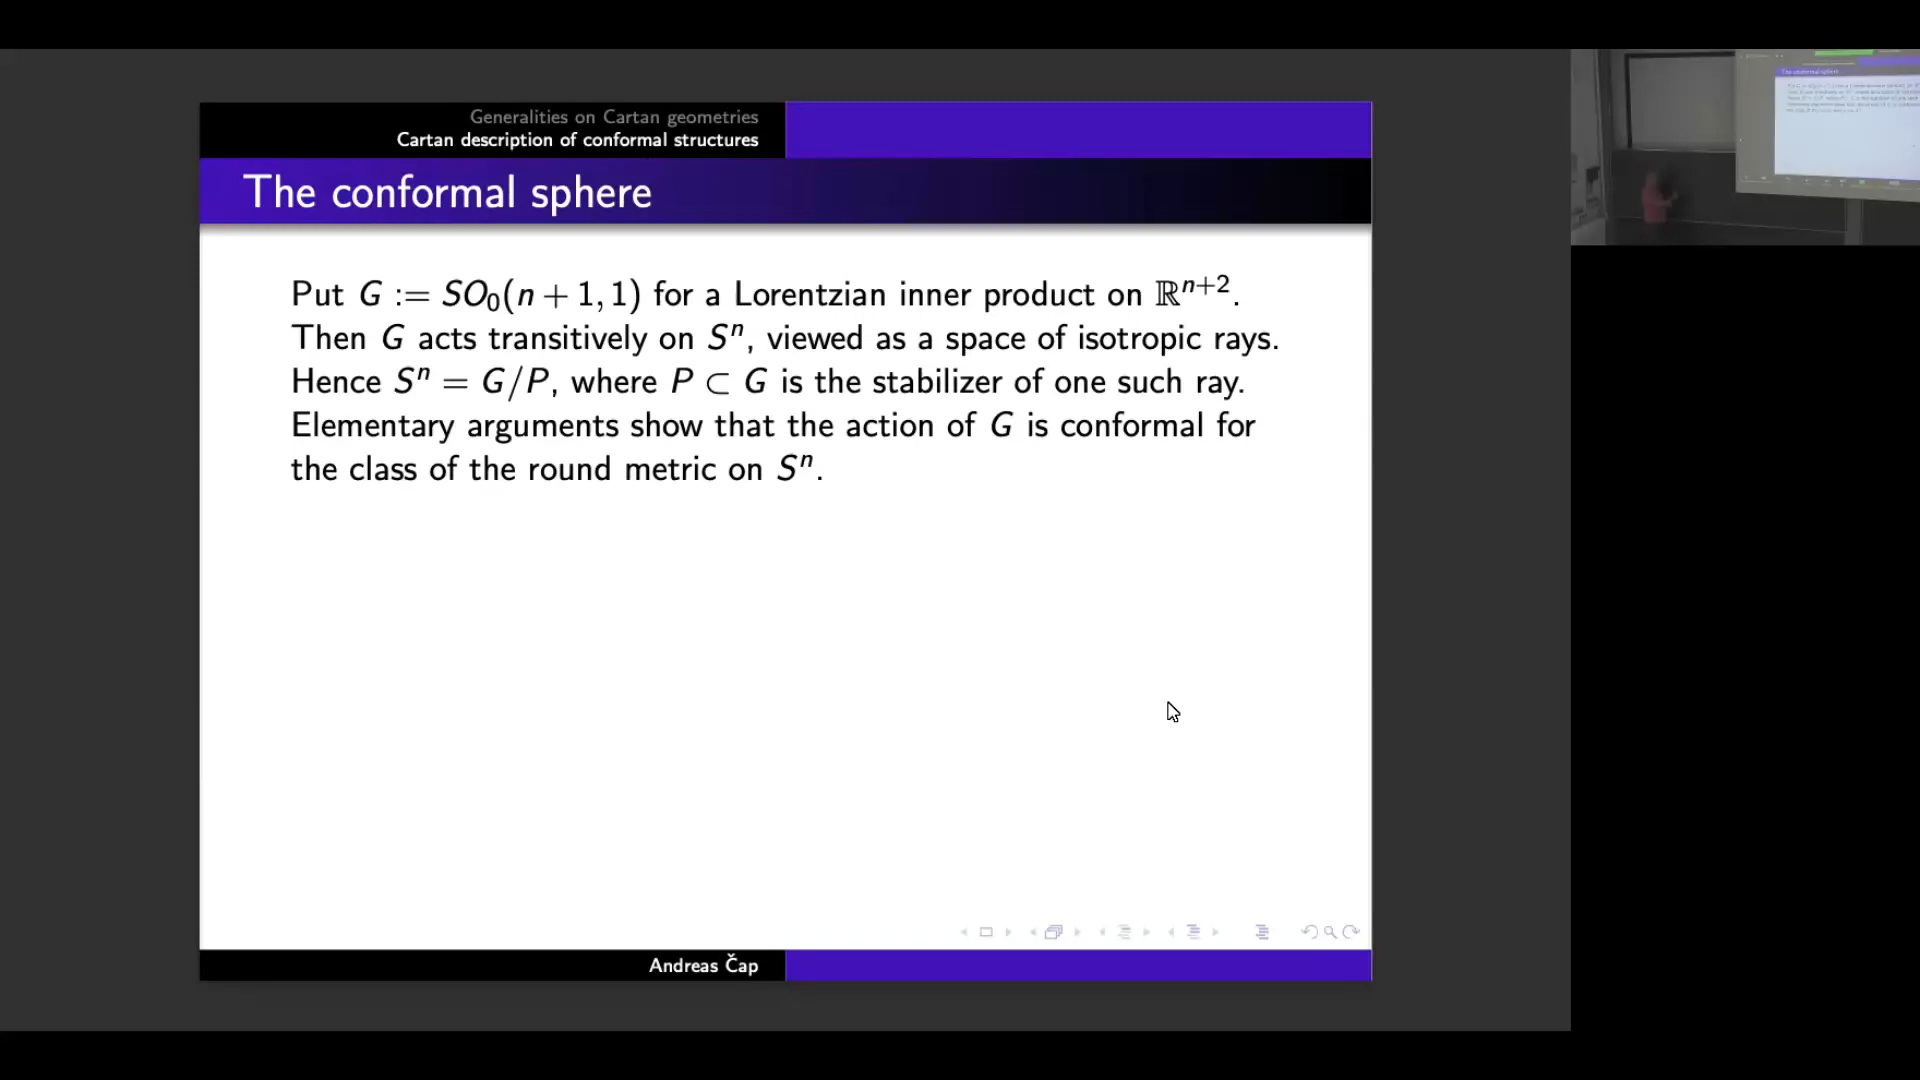 Generalities on Cartan geometries
Cartan description of conformal structures
The conformal sphere
Put G := SO₀(n + 1, 1) for a Lorentzian inner product on ℝⁿ⁺².
Then G acts transitively on Sⁿ, viewed as a space of isotropic rays.
Hence Sⁿ = G/P, where P ⊂ G is the stabilizer of one such ray.
Elementary arguments show that the action of G is conformal for
the class of the round metric on Sⁿ.
Andreas Čap